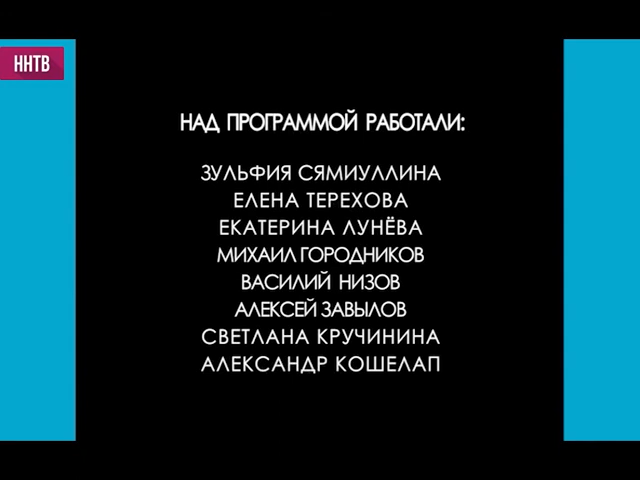 ННТВ
НАД ПРОГРАММОЙ РАБОТАЛИ:
ЗУЛЬФИЯ СЯМИУЛЛИНА
ЕЛЕНА ТЕРЕХОВА
ЕКАТЕРИНА ЛУНЁВА
МИХАИЛ ГОРОДНИКОВ
ВАСИЛИЙ НИЗОВ
АЛЕКСЕЙ ЗАВЫЛОВ
СВЕТЛАНА КРУЧИНИНА
АЛЕКСАНДР КОШЕЛАП